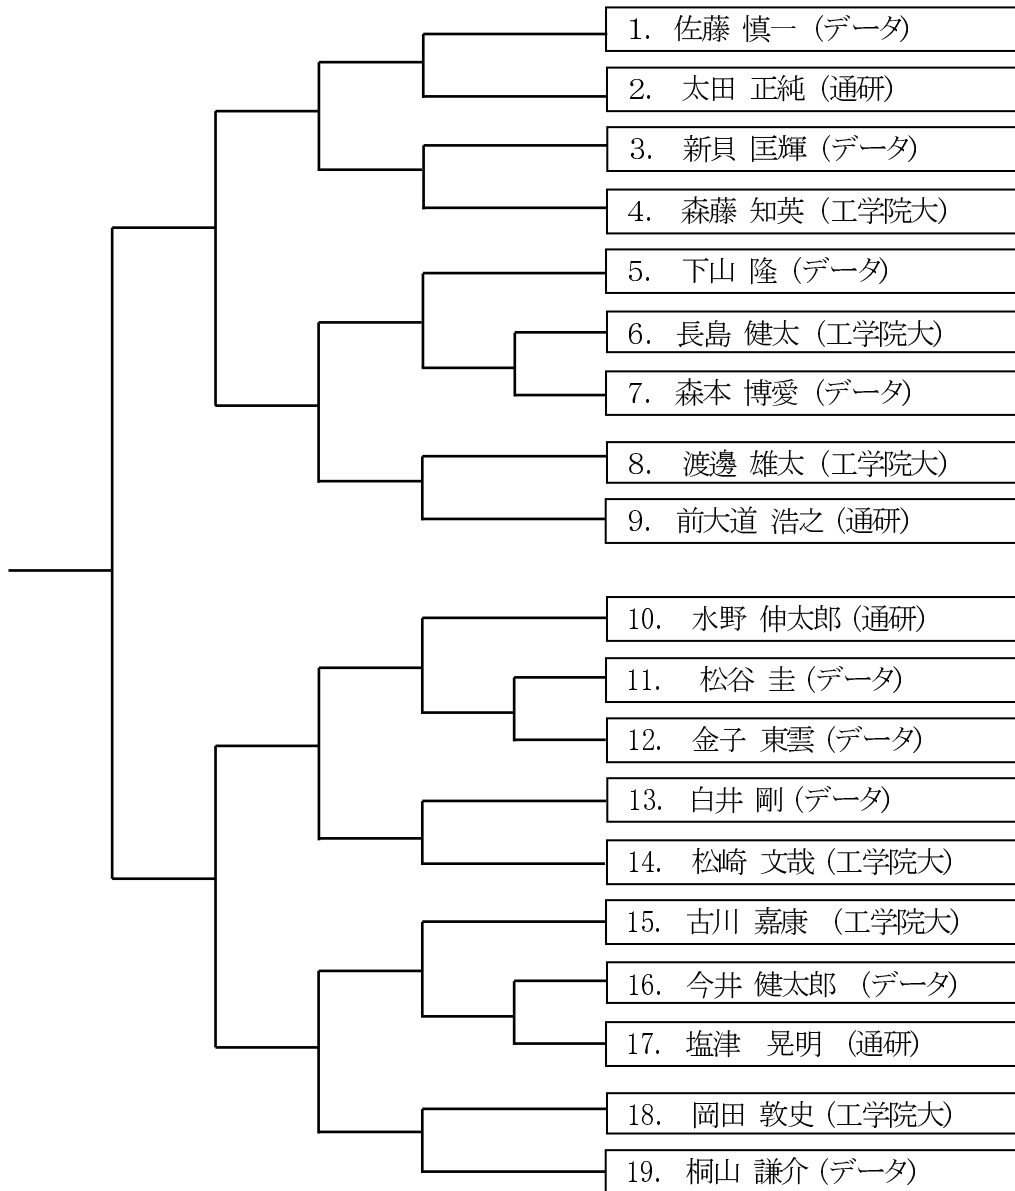 1. 佐藤 慎一 (データ)
2. 太田 正純 (通研)
3. 新貝 匡輝 (データ)
4. 森藤 知英 (工学院大)
5. 下山 隆 (データ)
6. 長島 健太 (工学院大)
7. 森本 博愛 (データ)
8. 渡邊 雄太 (工学院大)
9. 前大道 浩之 (通研)
10. 水野 伸太郎 (通研)
11. 松谷 圭 (データ)
12. 金子 東雲 (データ)
13. 白井 剛 (データ)
14. 松崎 文哉 (工学院大)
15. 古川 嘉康 (工学院大)
16. 今井 健太郎 (データ)
17. 塩津 晃明 (通研)
18. 岡田 敦史 (工学院大)
19. 桐山 謙介 (データ)